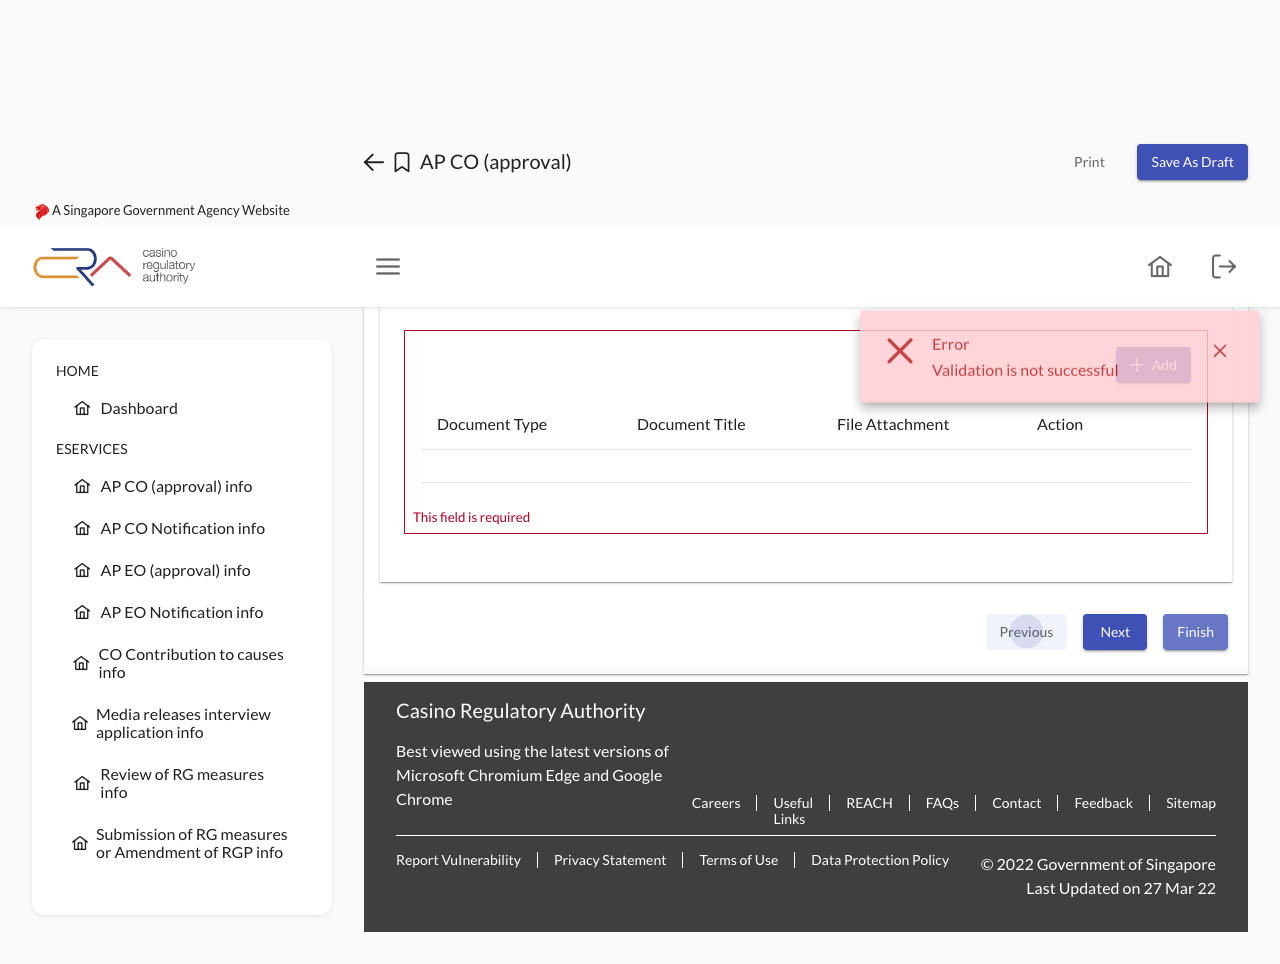 AP CO (approval)
Print
Save As Draft
A Singapore Government Agency Website
casino
regulatory
authority
HOME
Dashboard
ESERVICES
AP CO (approval) info
AP CO Notification info
AP EO (approval) info
AP EO Notification info
CO Contribution to causes
info
Media releases interview
application info
Review of RG measures
info
Submission of RG measures
or Amendment of RGP info
Error
Validation is not successful
Add
Document Type
Document Title
File Attachment
Action
This field is required
Previous
Next
Finish
Casino Regulatory Authority
Best viewed using the latest versions of
Microsoft Chromium Edge and Google
Chrome
Careers
Useful
Links
REACH
FAQs
Contact
Feedback
Sitemap
Report Vulnerability
Privacy Statement
Terms of Use
Data Protection Policy
© 2022 Government of Singapore
Last Updated on 27 Mar 22